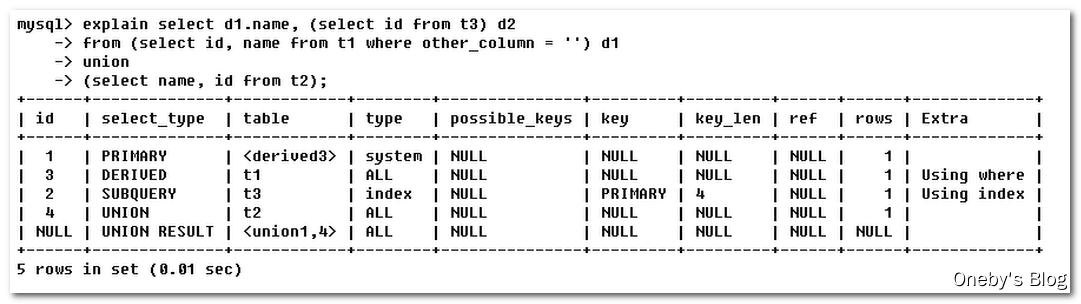 mysql> explain select d1.name, (select id from t3) d2
    -> from (select id, name from t1 where other_column = '') d1
    -> union
    -> (select name, id from t2);
+------+--------------+------------+--------+---------------+---------+---------+------+------+-------------+
| id   | select_type  | table      | type   | possible_keys | key     | key_len | ref  | rows | Extra       |
+------+--------------+------------+--------+---------------+---------+---------+------+------+-------------+
|  1   | PRIMARY      | <derived3> | system | NULL          | NULL    | NULL    | NULL |    1 |             |
|  3   | DERIVED      | t1         | ALL    | NULL          | NULL    | NULL    | NULL |    1 | Using where |
|  2   | SUBQUERY     | t3         | index  | NULL          | PRIMARY | 4       | NULL |    1 | Using index |
|  4   | UNION        | t2         | ALL    | NULL          | NULL    | NULL    | NULL |    1 |             |
| NULL | UNION RESULT | <union1,4> | ALL    | NULL          | NULL    | NULL    | NULL | NULL |             |
+------+--------------+------------+--------+---------------+---------+---------+------+------+-------------+
5 rows in set (0.01 sec)
Oneby's Blog